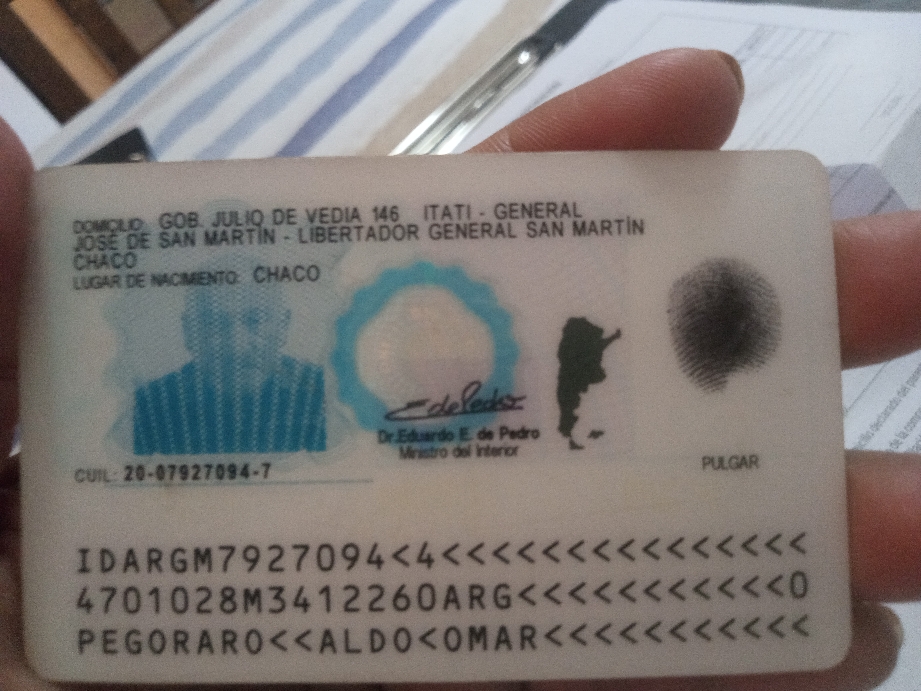 DOMICILIO: GOB. JULIO DE VEDIA 146 ITATI - GENERAL
JOSÉ DE SAN MARTÍN - LIBERTADOR GENERAL SAN MARTÍN
CHACO
LUGAR DE NACIMIENTO: CHACO
Dr. Eduardo E. de Pedro
Ministro del Interior
CUIL: 20-07927094-7
PULGAR
IDARGM7927094<4<<<<<<<<<<<<<<<
4701028M3412260ARG<<<<<<<<<<<0
PEGORARO<<ALDO<OMAR<<<<<<<<<<<